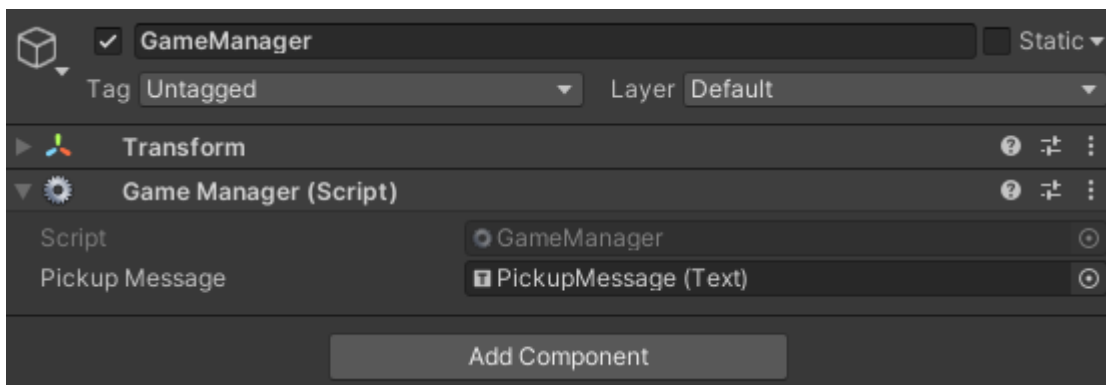 GameManager Static
Tag Untagged Layer Default
Transform
Game Manager (Script)
Script GameManager
Pickup Message PickupMessage (Text)
Add Component